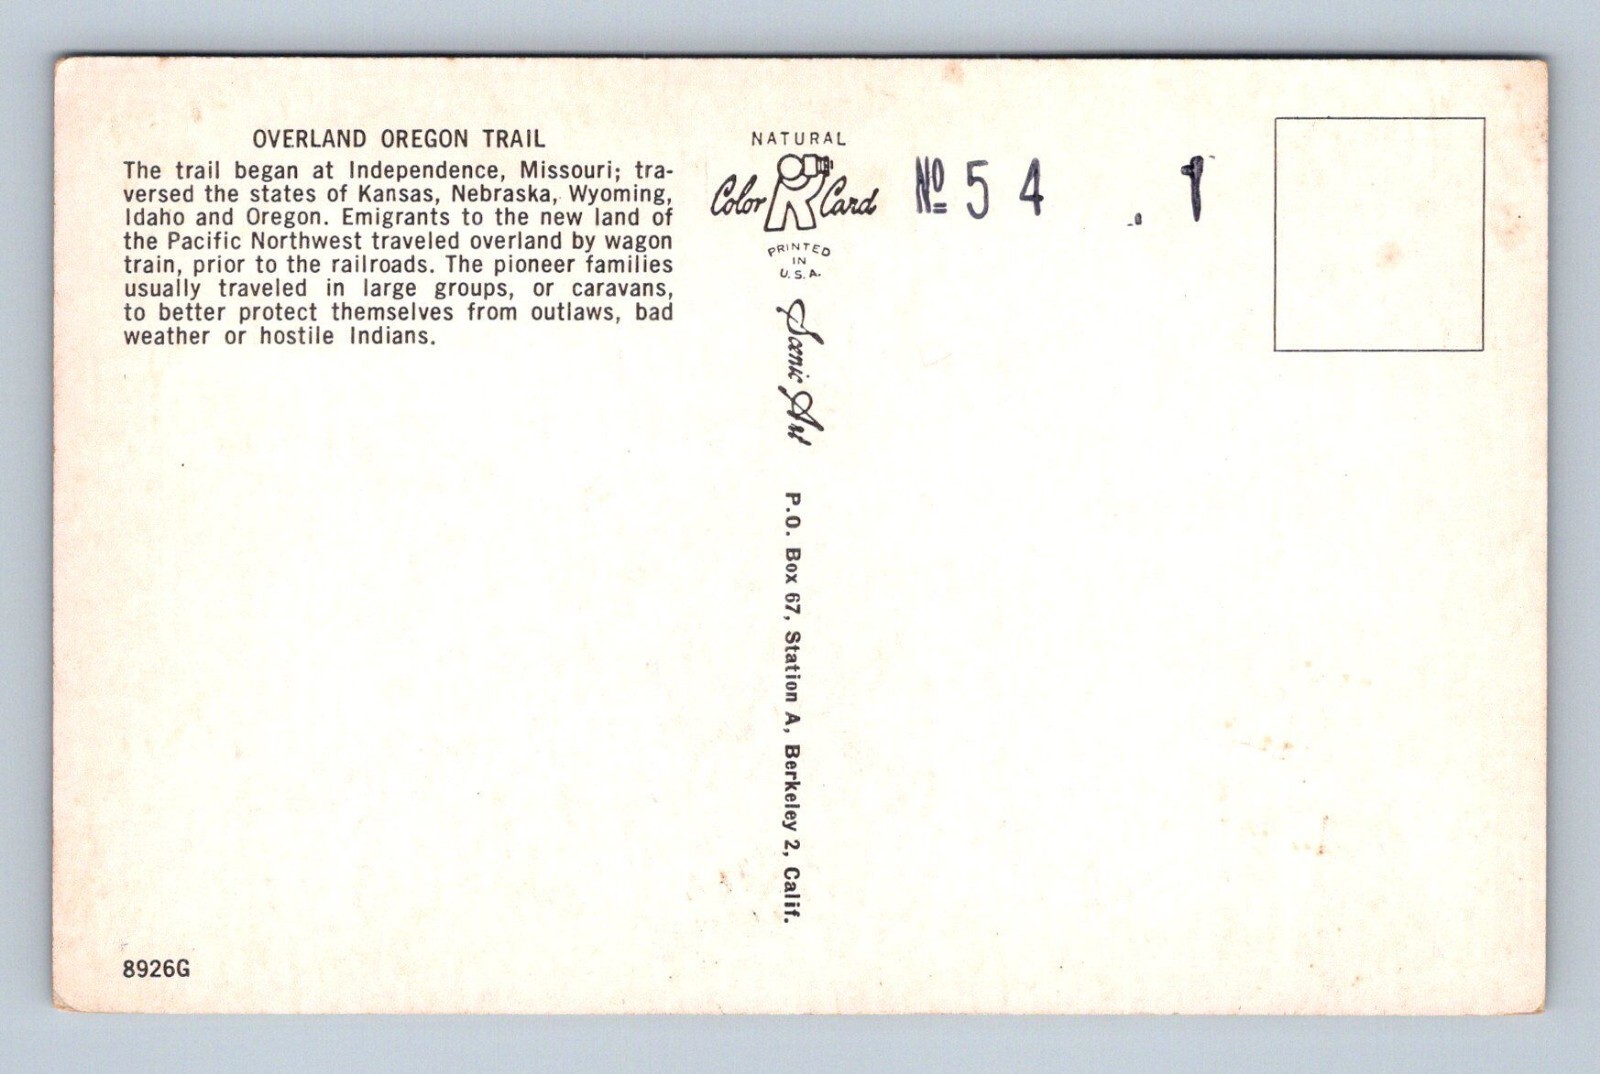 OVERLAND OREGON TRAIL
The trail began at Independence, Missouri; tra-
versed the states of Kansas, Nebraska, Wyoming,
Idaho and Oregon. Emigrants to the new land of
the Pacific Northwest traveled overland by wagon
train, prior to the railroads. The pioneer families
usually traveled in large groups, or caravans,
to better protect themselves from outlaws, bad
weather or hostile Indians.
8926G
NATURAL
Color Card
PRINTED
IN
U.S.A.
Scenic Art
P.O. Box 67, Station A, Berkeley 2, Calif.
№ 5 4 . 1